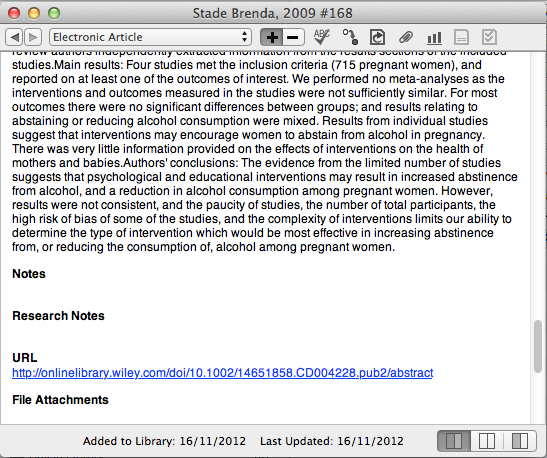 Stade Brenda, 2009 #168
Electronic Article
ABC
review authors independently extracted information from the results sections of the included
studies.Main results: Four studies met the inclusion criteria (715 pregnant women), and
reported on at least one of the outcomes of interest. We performed no meta-analyses as the
interventions and outcomes measured in the studies were not sufficiently similar. For most
outcomes there were no significant differences between groups; and results relating to
abstaining or reducing alcohol consumption were mixed. Results from individual studies
suggest that interventions may encourage women to abstain from alcohol in pregnancy.
There was very little information provided on the effects of interventions on the health of
mothers and babies.Authors' conclusions: The evidence from the limited number of studies
suggests that psychological and educational interventions may result in increased abstinence
from alcohol, and a reduction in alcohol consumption among pregnant women. However,
results were not consistent, and the paucity of studies, the number of total participants, the
high risk of bias of some of the studies, and the complexity of interventions limits our ability to
determine the type of intervention which would be most effective in increasing abstinence
from, or reducing the consumption of, alcohol among pregnant women.
Notes
Research Notes
URL
http://onlinelibrary.wiley.com/doi/10.1002/14651858.CD004228.pub2/abstract
File Attachments
Added to Library: 16/11/2012 Last Updated: 16/11/2012